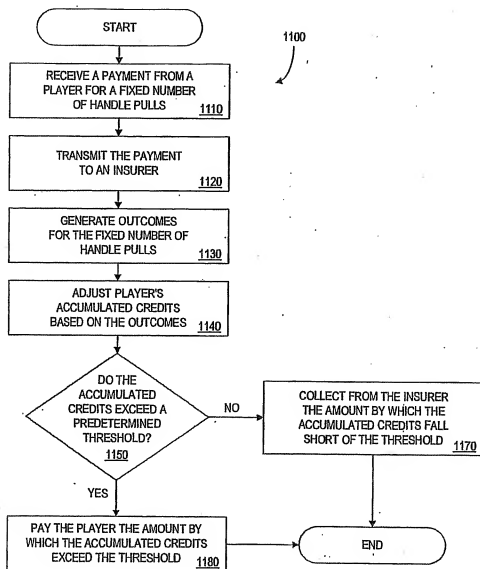 START
1100
RECEIVE A PAYMENT FROM A
PLAYER FOR A FIXED NUMBER
OF HANDLE PULLS
1110
TRANSMIT THE PAYMENT
TO AN INSURER
1120
GENERATE OUTCOMES
FOR THE FIXED NUMBER OF
HANDLE PULLS
1130
ADJUST PLAYER'S
ACCUMULATED CREDITS
BASED ON THE OUTCOMES
1140
DO THE
ACCUMULATED
CREDITS EXCEED A
PREDETERMINED
THRESHOLD?
1150
NO
COLLECT FROM THE INSURER
THE AMOUNT BY WHICH THE
ACCUMULATED CREDITS FALL
SHORT OF THE THRESHOLD
1170
YES
PAY THE PLAYER THE AMOUNT BY
WHICH THE ACCUMULATED CREDITS
EXCEED THE THRESHOLD
1180
END